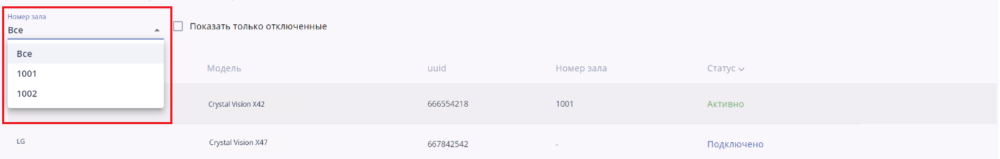 Номер зала
Все
Показать только отключенные
Все
1001
1002
Модель uuid Номер зала Статус
Crystal Vision X42 666554218 1001 Активно
LG Crystal Vision X47 667842542 - Подключено